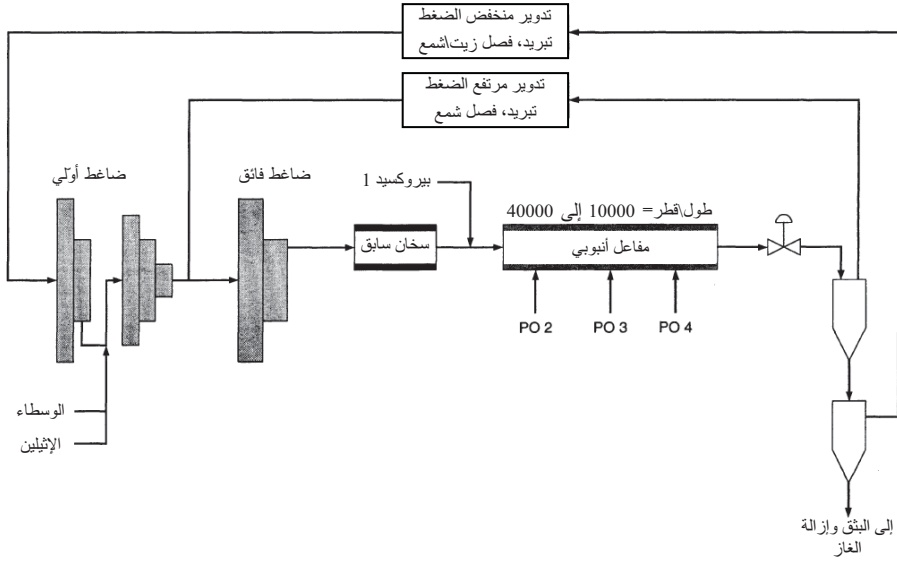 تدوير منخفض الضغط
تبريد، فصل زيت\شمع
تدوير مرتفع الضغط
تبريد، فصل شمع
ضاغط أوّلي
ضاغط فائق
بيروكسيد 1
طول\قطر= 10000 إلى 40000
سخان سابق
مفاعل أنبوبي
PO 2
PO 3
PO 4
الوسطاء
الإثيلين
إلى البثق وإزالة
الغاز